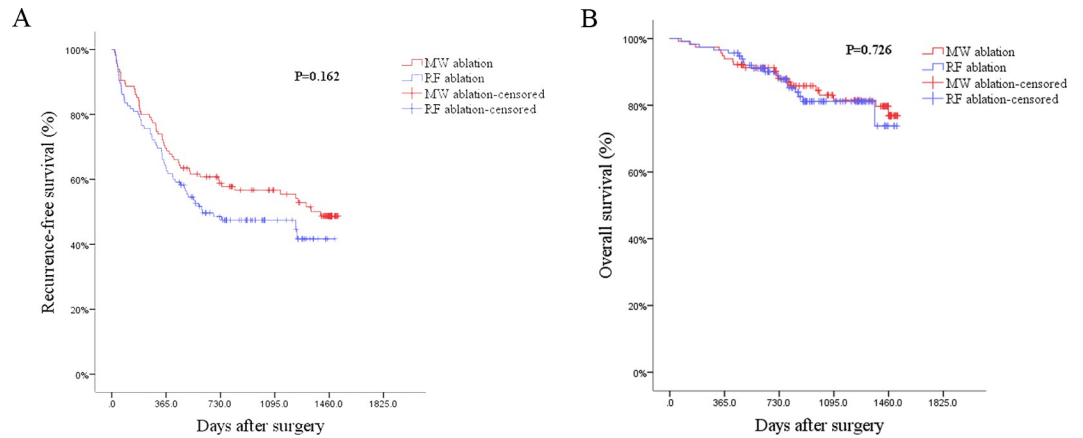 A
100%
80%
60%
40%
20%
0%
Recurrence-free survival (%)
P=0.162
MW ablation
RF ablation
MW ablation-censored
RF ablation-censored
.0 365.0 730.0 1095.0 1460.0 1825.0
Days after surgery
B
100%
80%
60%
40%
20%
0%
Overall survival (%)
P=0.726
MW ablation
RF ablation
MW ablation-censored
RF ablation-censored
.0 365.0 730.0 1095.0 1460.0 1825.0
Days after surgery